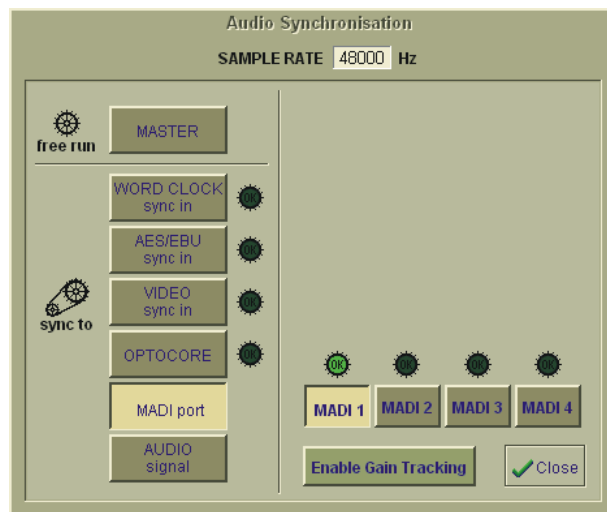 Audio Synchronisation
SAMPLE RATE 48000 Hz
free run
MASTER
WORD CLOCK
sync in
OK
AES/EBU
sync in
OK
VIDEO
sync in
OK
sync to
OPTOCORE
OK
MADI port
AUDIO
signal
OK OK OK OK
MADI 1 MADI 2 MADI 3 MADI 4
Enable Gain Tracking
Close